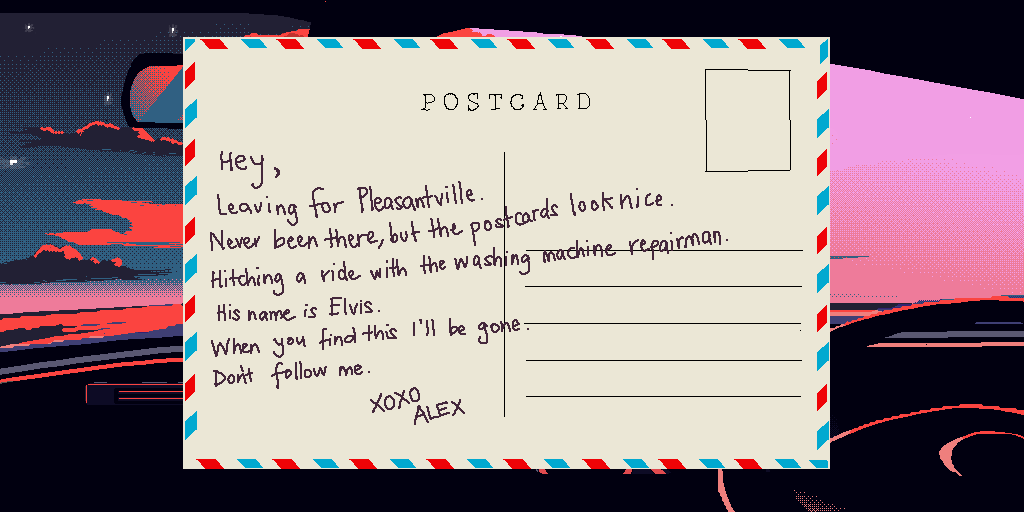 POSTCARD
Hey,
Leaving for Pleasantville.
Never been there, but the postcards look nice.
Hitching a ride with the washing machine repairman.
His name is Elvis.
When you find this I'll be gone.
Don't follow me.
XOXO
ALEX